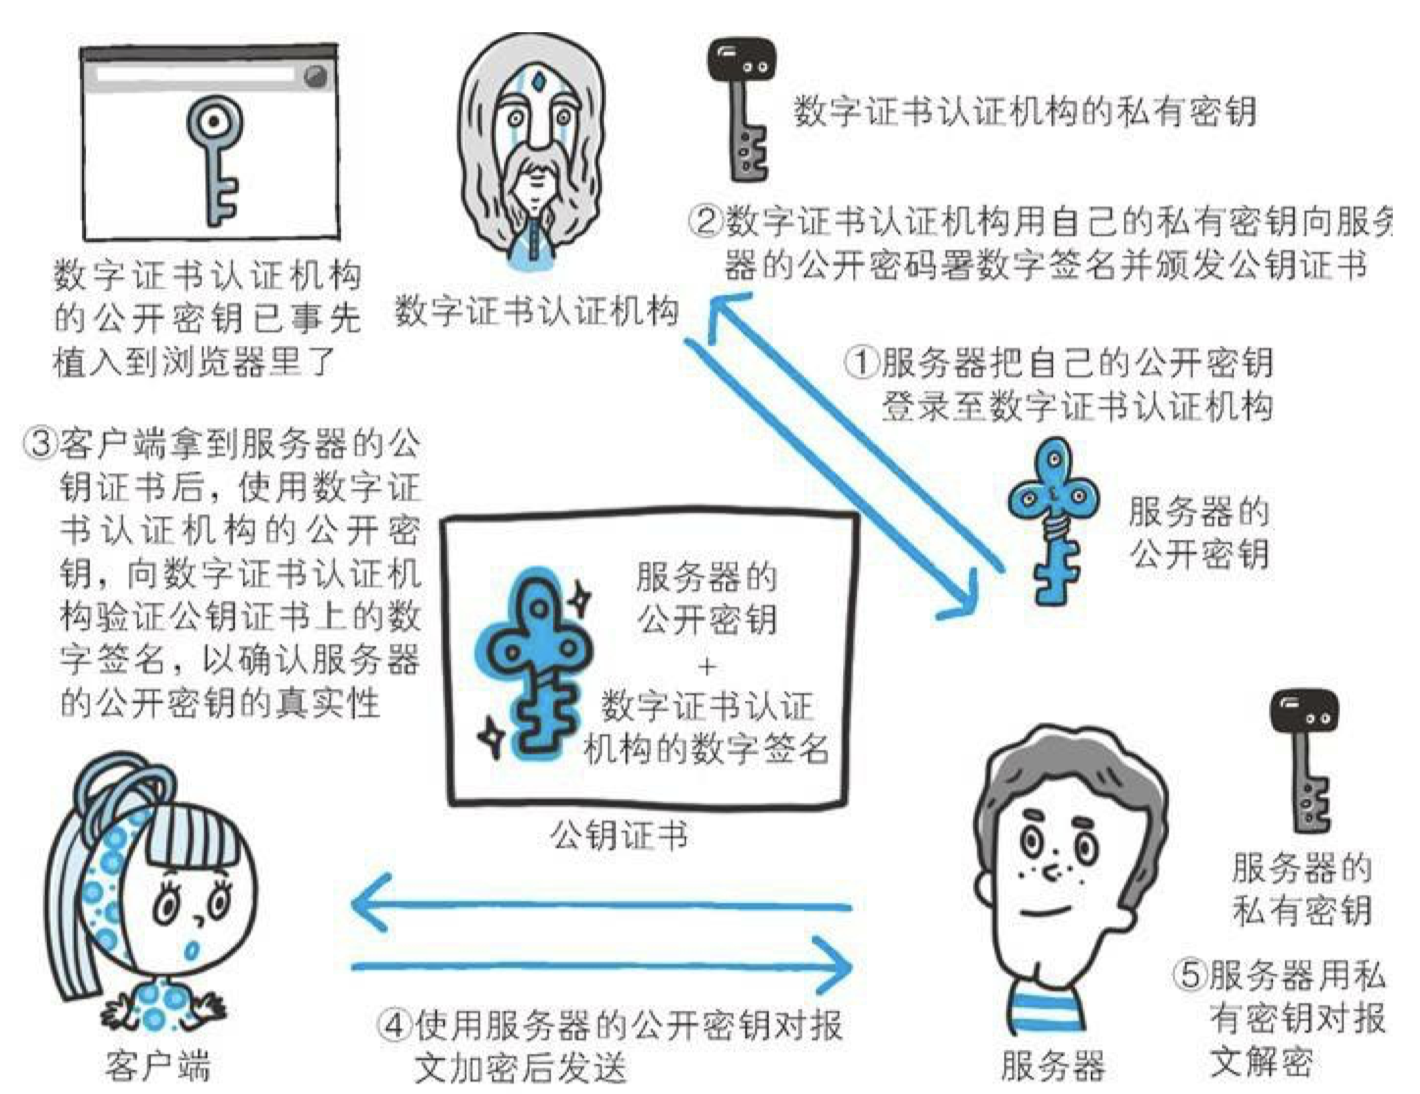 数字证书认证机构的私有密钥
②数字证书认证机构用自己的私有密钥向服务
器的公开密码署数字签名并颁发公钥证书
数字证书认证机构
的公开密钥已事先
植入到浏览器里了
数字证书认证机构
①服务器把自己的公开密钥
登录至数字证书认证机构
③客户端拿到服务器的公
钥证书后，使用数字证
书认证机构的公开密
钥，向数字证书认证机
构验证公钥证书上的数
字签名，以确认服务器
的公开密钥的真实性
服务器的
公开密钥
服务器的
公开密钥
+
数字证书认证
机构的数字签名
公钥证书
服务器的
私有密钥
⑤服务器用私
有密钥对报
文解密
④使用服务器的公开密钥对报
文加密后发送
客户端
服务器